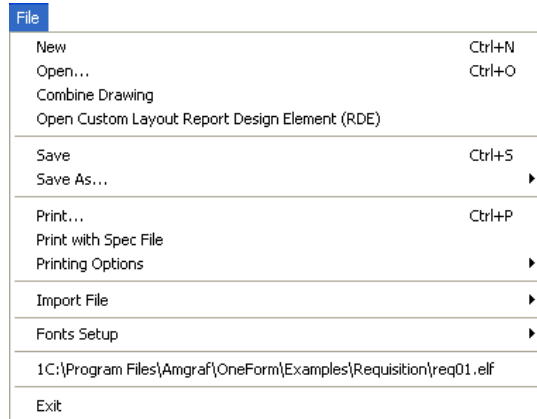 File
New Ctrl+N
Open... Ctrl+O
Combine Drawing
Open Custom Layout Report Design Element (RDE)
Save Ctrl+S
Save As...
Print... Ctrl+P
Print with Spec File
Printing Options
Import File
Fonts Setup
1C:\Program Files\Amgraf\OneForm\Examples\Requisition\req01.elf
Exit